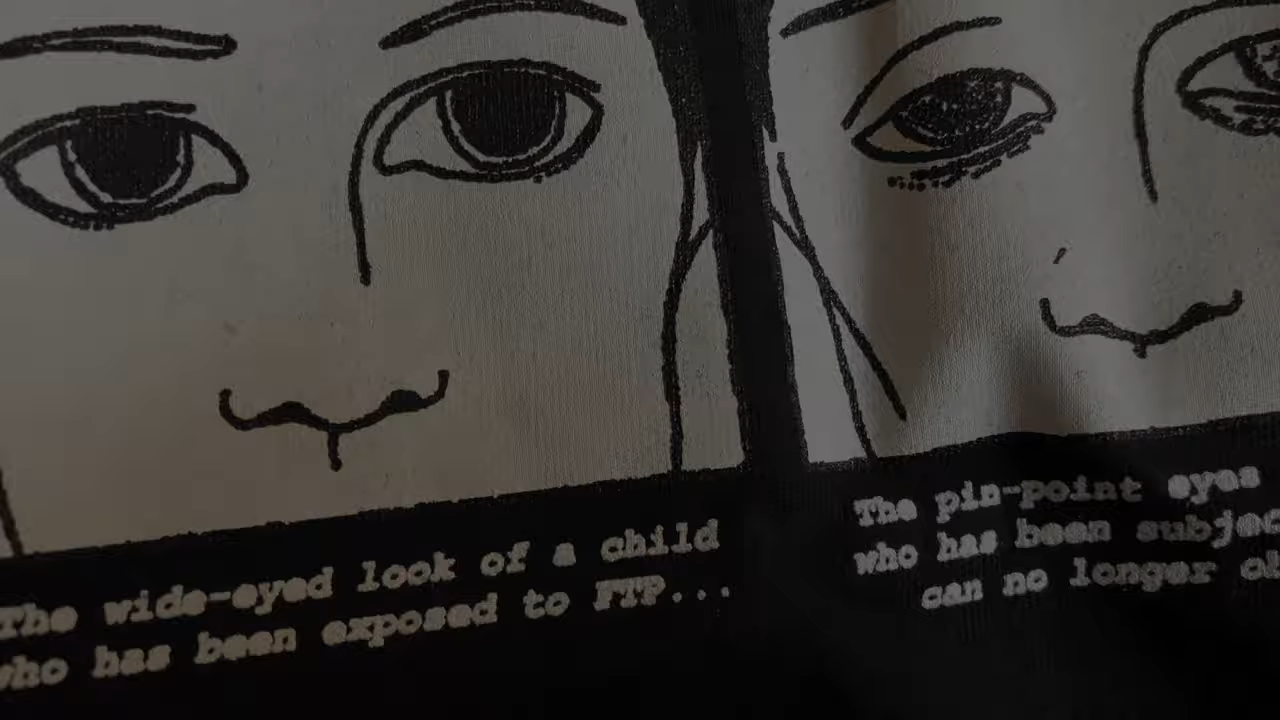 The wide-eyed look of a child
who has been exposed to FTP...
The pin-point eyes
who has been subjec
can no longer